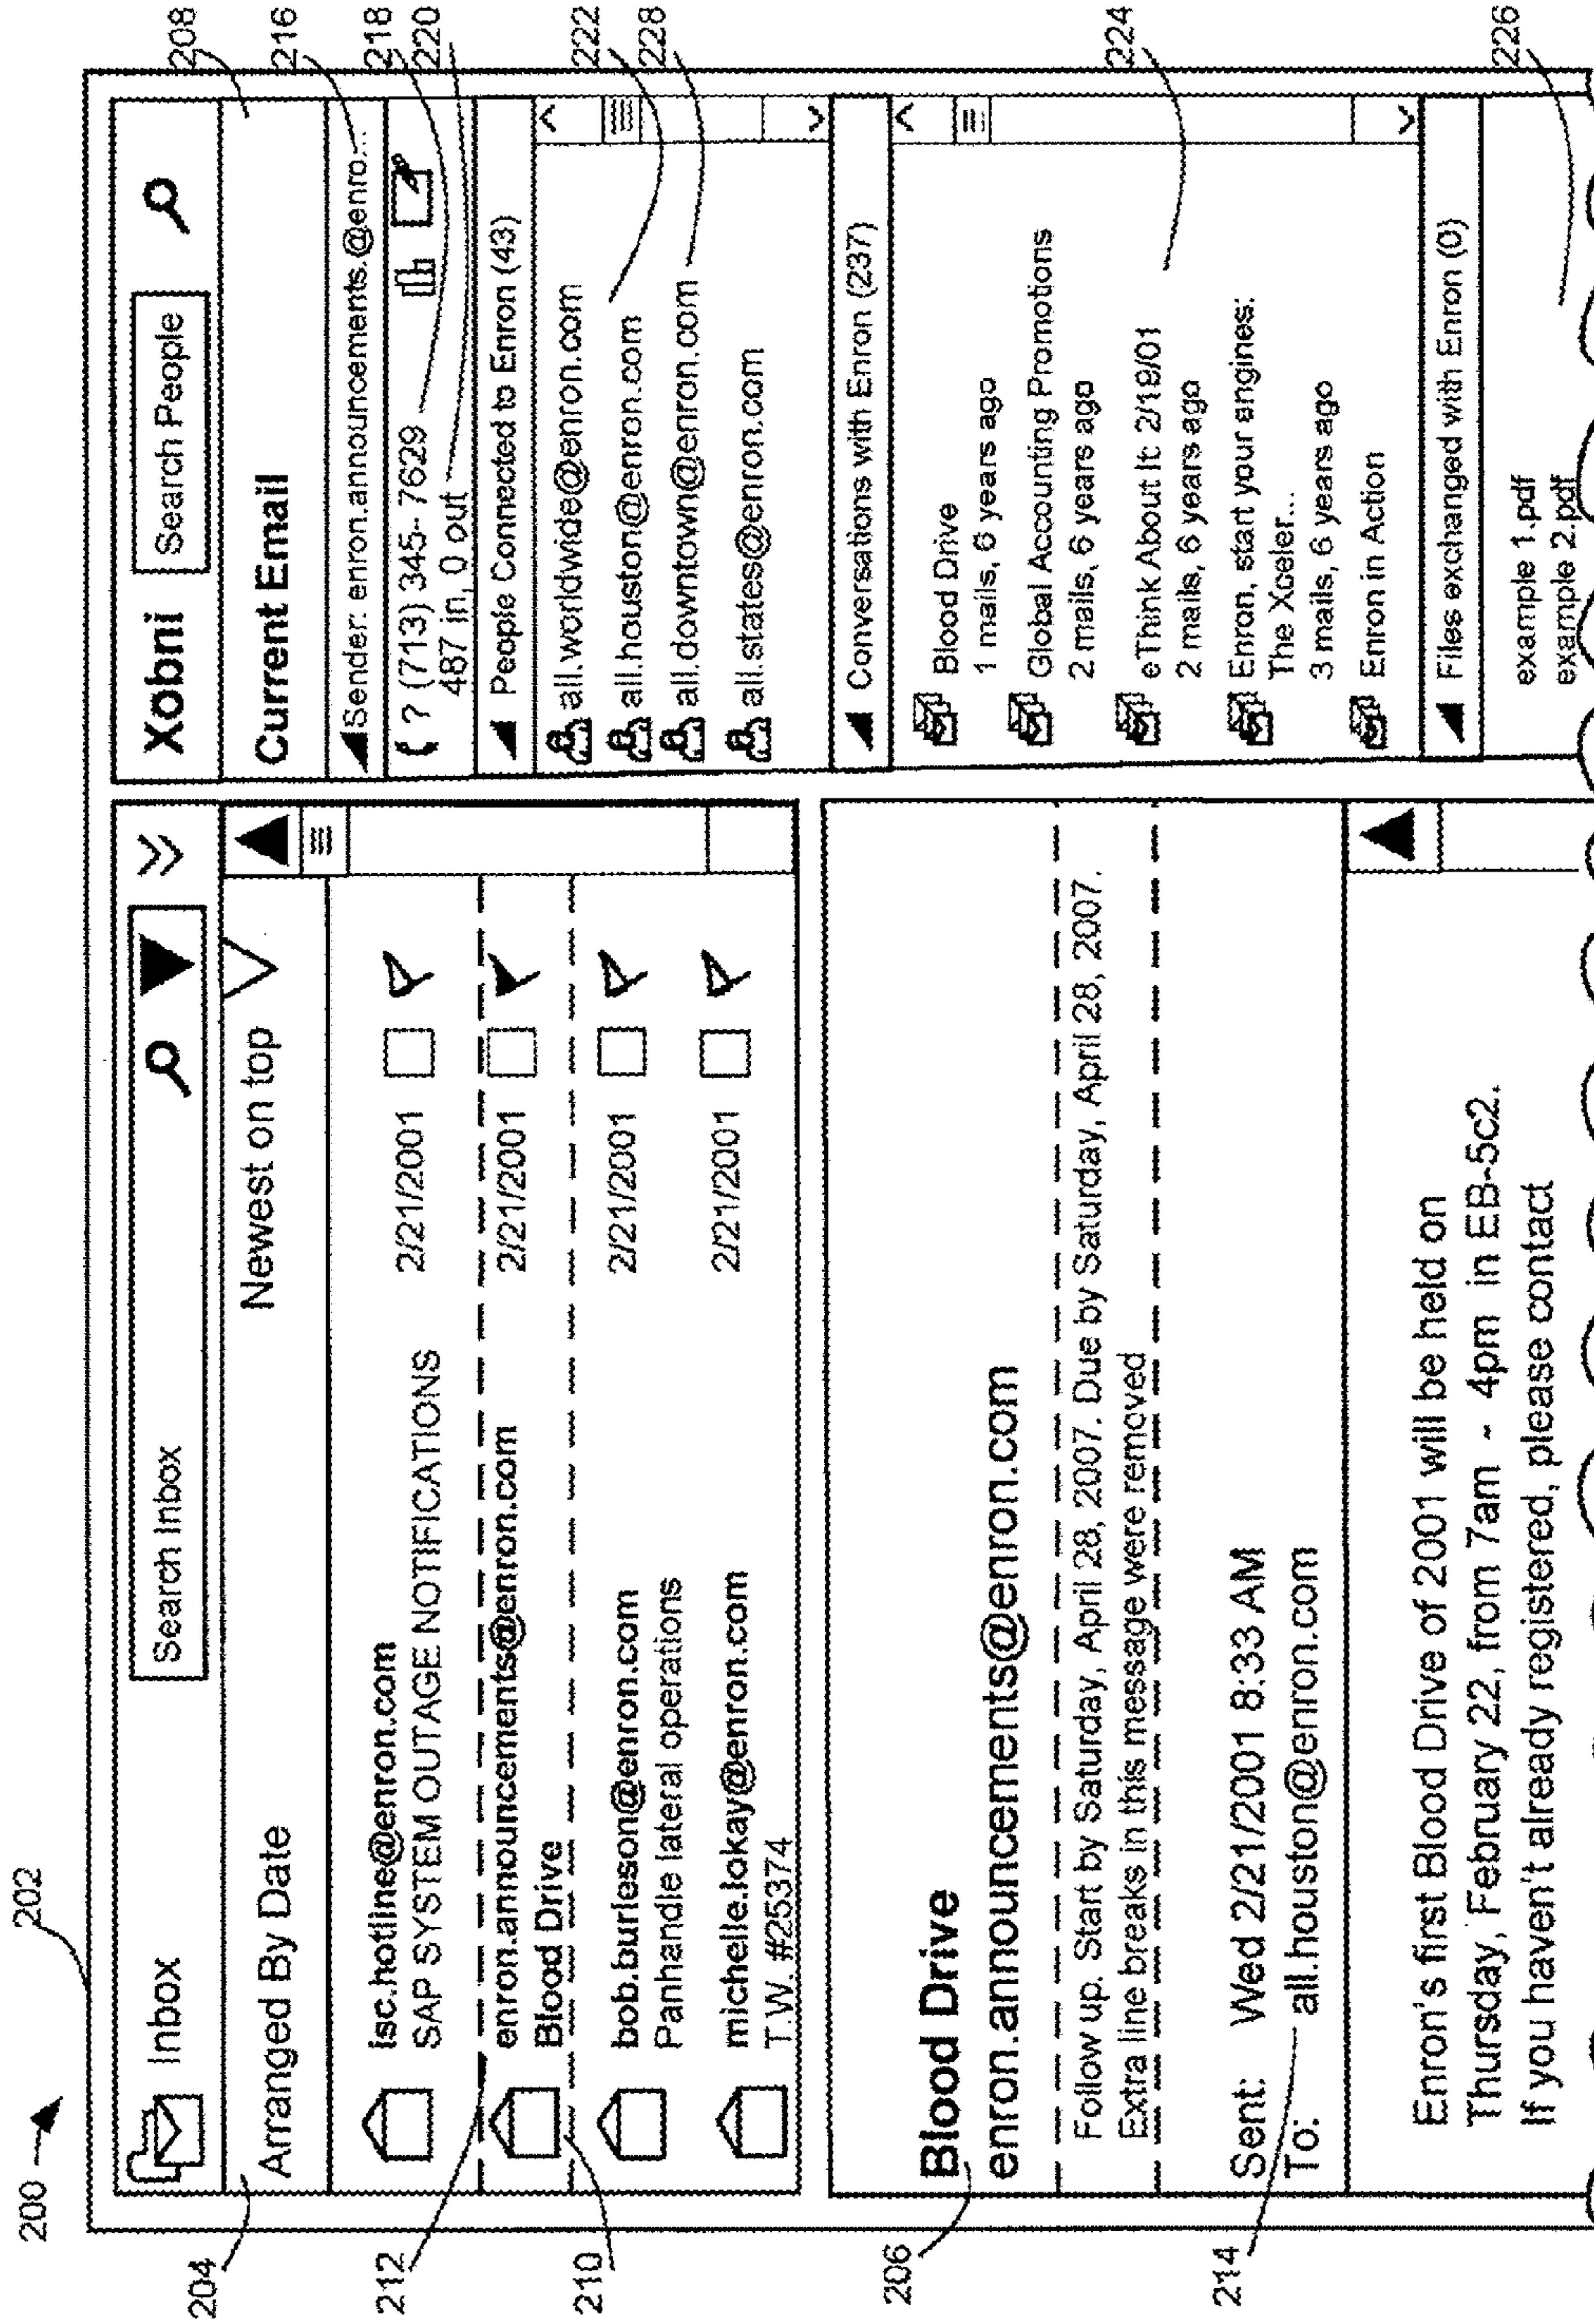 200
202
204
212
210
206
214
208
216
218
220
222
228
224
226
Inbox
Search Inbox
Arranged By Date Newest on top
isc.hotline@enron.com
SAP SYSTEM OUTAGE NOTIFICATIONS 2/21/2001
enron.announcements@enron.com 2/21/2001
Blood Drive
bob.burleson@enron.com 2/21/2001
Panhandle lateral operations
michelle.lokay@enron.com 2/21/2001
T.W. #25374
Blood Drive
enron.announcements@enron.com
Follow up. Start by Saturday, April 28, 2007. Due by Saturday, April 28, 2007.
Extra line breaks in this message were removed
Sent: Wed 2/21/2001 8:33 AM
To: all.houston@enron.com
Enron's first Blood Drive of 2001 will be held on
Thursday, February 22, from 7am - 4pm in EB-5c2.
If you haven't already registered, please contact
Xobni Search People
Current Email
Sender: enron.announcements.@enro...
? (713) 345-7629
487 in, 0 out
People Connected to Enron (43)
all.worldwide@enron.com
all.houston@enron.com
all.downtown@enron.com
all.states@enron.com
Conversations with Enron (237)
Blood Drive
1 mails, 6 years ago
Global Accounting Promotions
2 mails, 6 years ago
eThink About It: 2/19/01
2 mails, 6 years ago
Enron, start your engines:
The Xceler...
3 mails, 6 years ago
Enron in Action
Files exchanged with Enron (0)
example 1.pdf
example 2.pdf